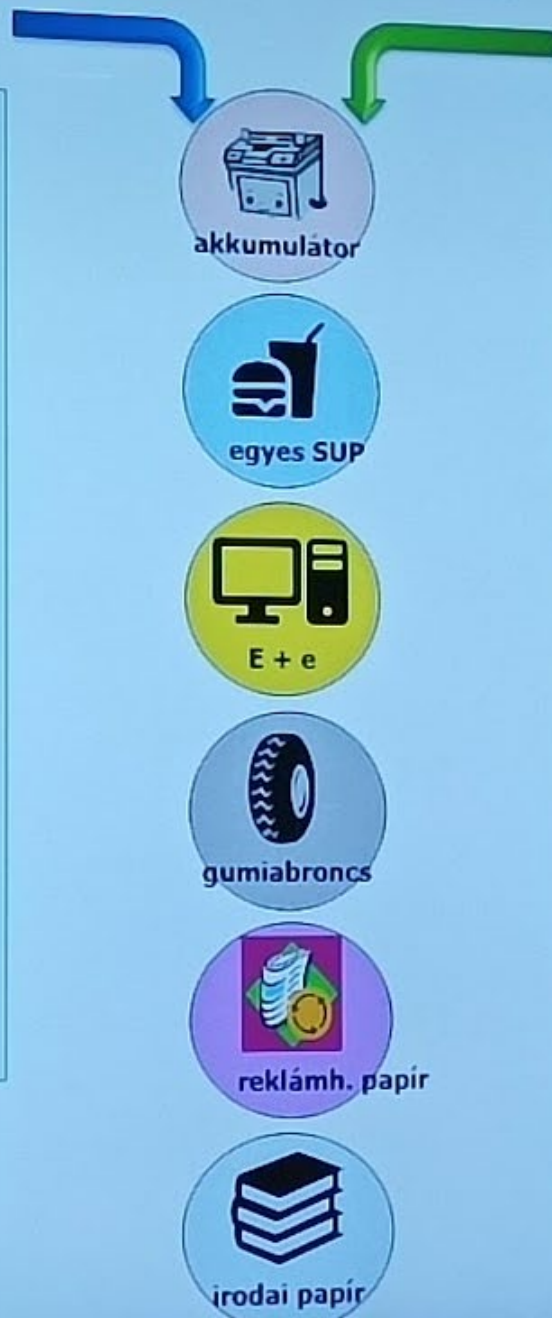 akkumulátor
egyes SUP
E + e
gumiabroncs
reklámh. papír
irodai papír